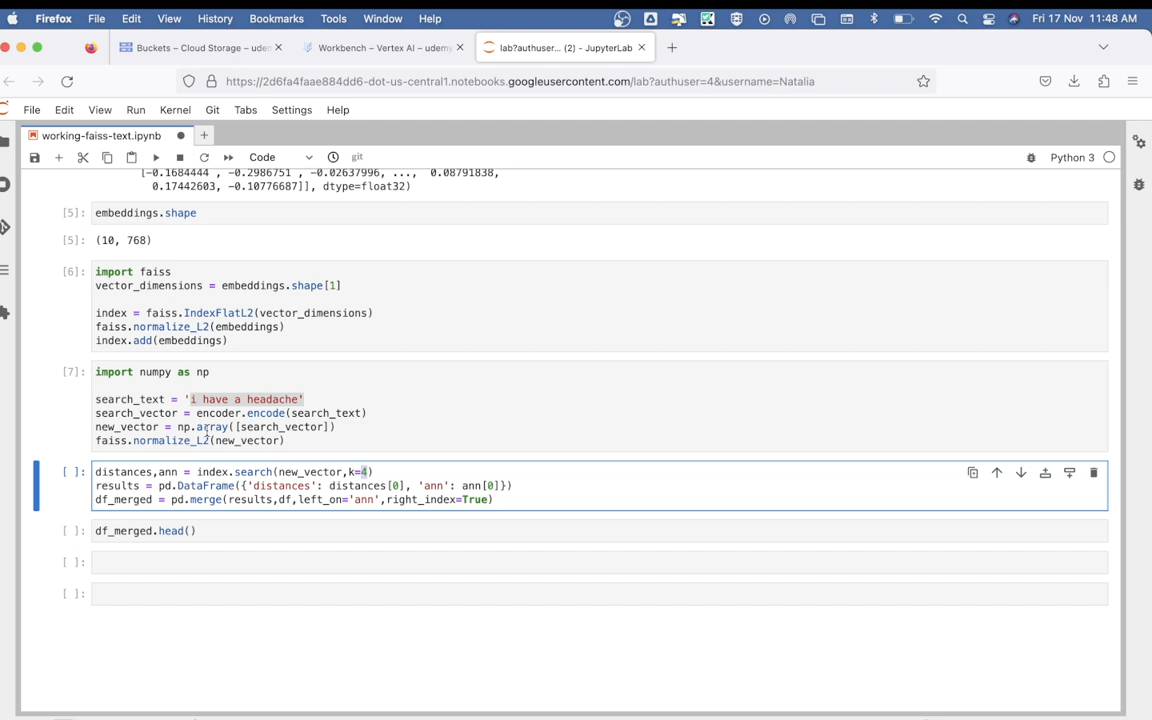 Firefox File Edit View History Bookmarks Tools Window Help Fri 17 Nov 11:48 AM
Buckets – Cloud Storage – uden Workbench – Vertex AI – udemy lab?authuser... (2) - JupyterLab
https://2d6fa4faae884dd6-dot-us-central1.notebooks.googleusercontent.com/lab?authuser=4&username=Natalia
File Edit View Run Kernel Git Tabs Settings Help
working-faiss-text.ipynb
Code git Python 3
[-0.1684444 , -0.2986751 , -0.02637996, ..., 0.08791838,
0.17442603, -0.10776687]], dtype=float32)
[5]: embeddings.shape
[5]: (10, 768)
[6]: import faiss
vector_dimensions = embeddings.shape[1]
index = faiss.IndexFlatL2(vector_dimensions)
faiss.normalize_L2(embeddings)
index.add(embeddings)
[7]: import numpy as np
search_text = 'i have a headache'
search_vector = encoder.encode(search_text)
new_vector = np.array([search_vector])
faiss.normalize_L2(new_vector)
[ ]: distances,ann = index.search(new_vector,k=4)
results = pd.DataFrame({'distances': distances[0], 'ann': ann[0]})
df_merged = pd.merge(results,df,left_on='ann',right_index=True)
[ ]: df_merged.head()
[ ]:
[ ]: